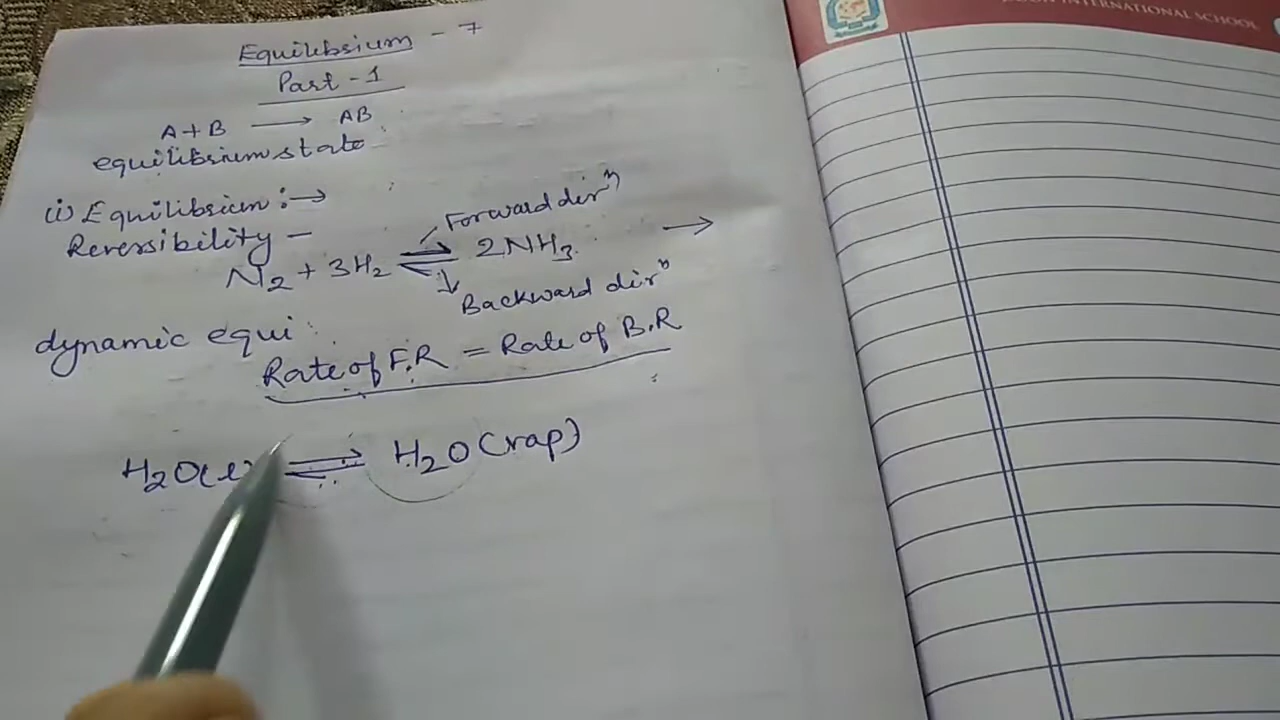 Equilibrium - 7
Part - 1
A + B ⟶ AB
equilibrium state
(i) Equilibrium :→
Reversibility -
Forward dirⁿ
N₂ + 3H₂ ⇌ 2NH₃. →
Backward dirⁿ
dynamic equi :
Rate of F.R = Rate of B.R
H₂O(l) ⇌ H₂O (vap)
INTERNATIONAL SCHOOL